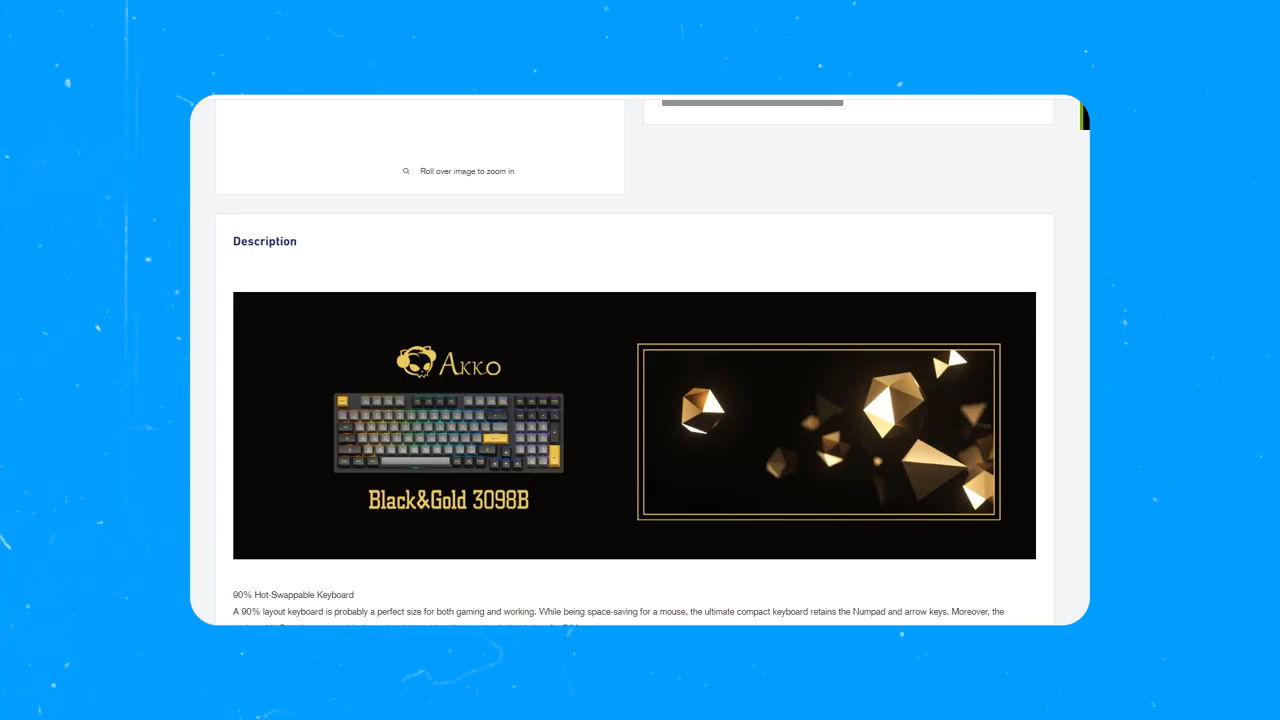 Roll over image to zoom in
Description
AKKO
Black&Gold 3098B
90% Hot-Swappable Keyboard
A 90% layout keyboard is probably a perfect size for both gaming and working. While being space-saving for a mouse, the ultimate compact keyboard retains the Numpad and arrow keys. Moreover, the